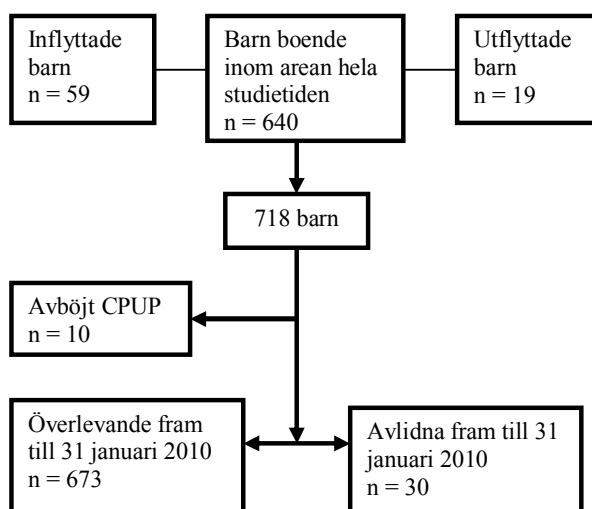 Inflyttade
barn
n = 59
Barn boende
inom arean hela
studietiden
n = 640
Utflyttade
barn
n = 19
718 barn
Avböjt CPUP
n = 10
Överlevande fram
till 31 januari 2010
n = 673
Avlidna fram till 31
januari 2010
n = 30